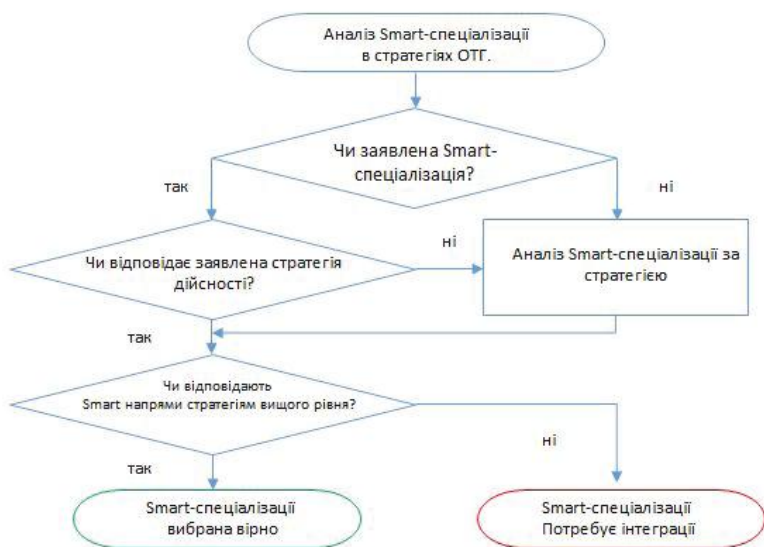 Аналіз Smart-спеціалізації
в стратегіях ОТГ.
Чи заявлена Smart-
спеціалізація?
так
ні
Чи відповідає заявлена стратегія
дійсності?
ні
Аналіз Smart-спеціалізації за
стратегією
так
Чи відповідають
Smart напрями стратегіям вищого рівня?
так
ні
Smart-спеціалізації
вибрана вірно
Smart-спеціалізації
Потребує інтеграції